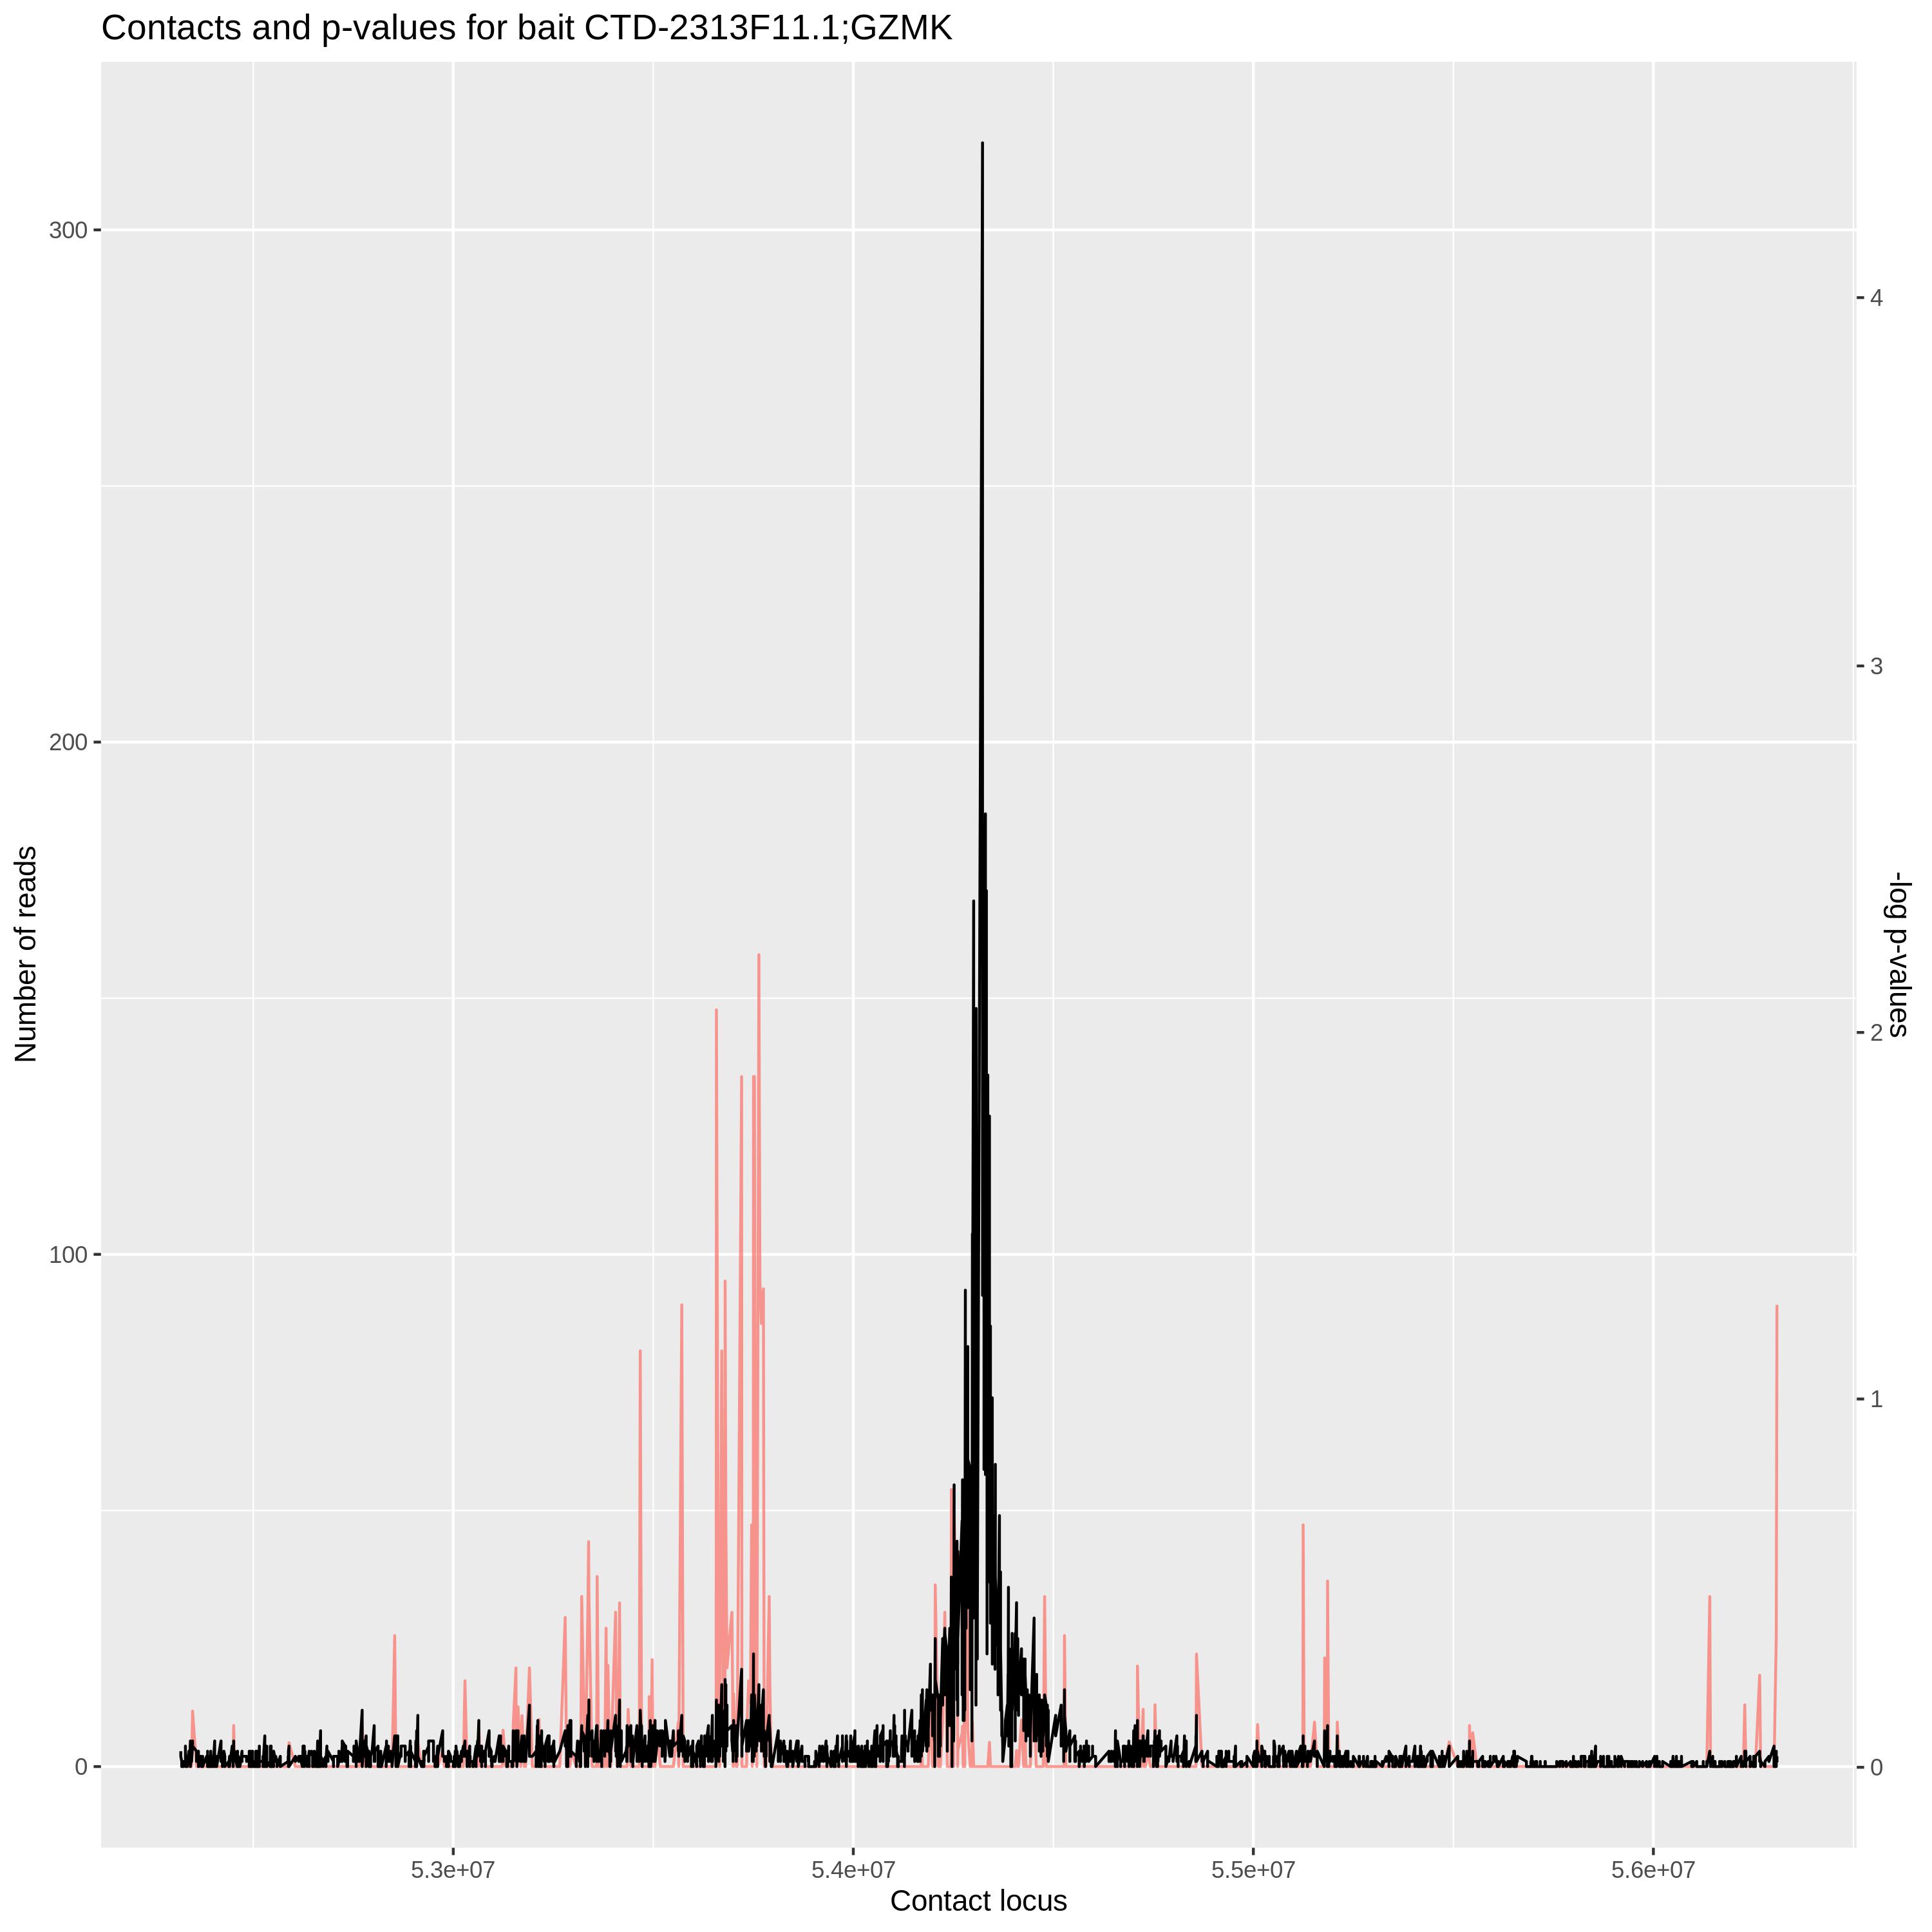 Contacts and p-values for bait CTD-2313F11.1;GZMK
300
200
100
0
Number of reads
4
3
2
1
0
-log p-values
5.3e+07
5.4e+07
5.5e+07
5.6e+07
Contact locus